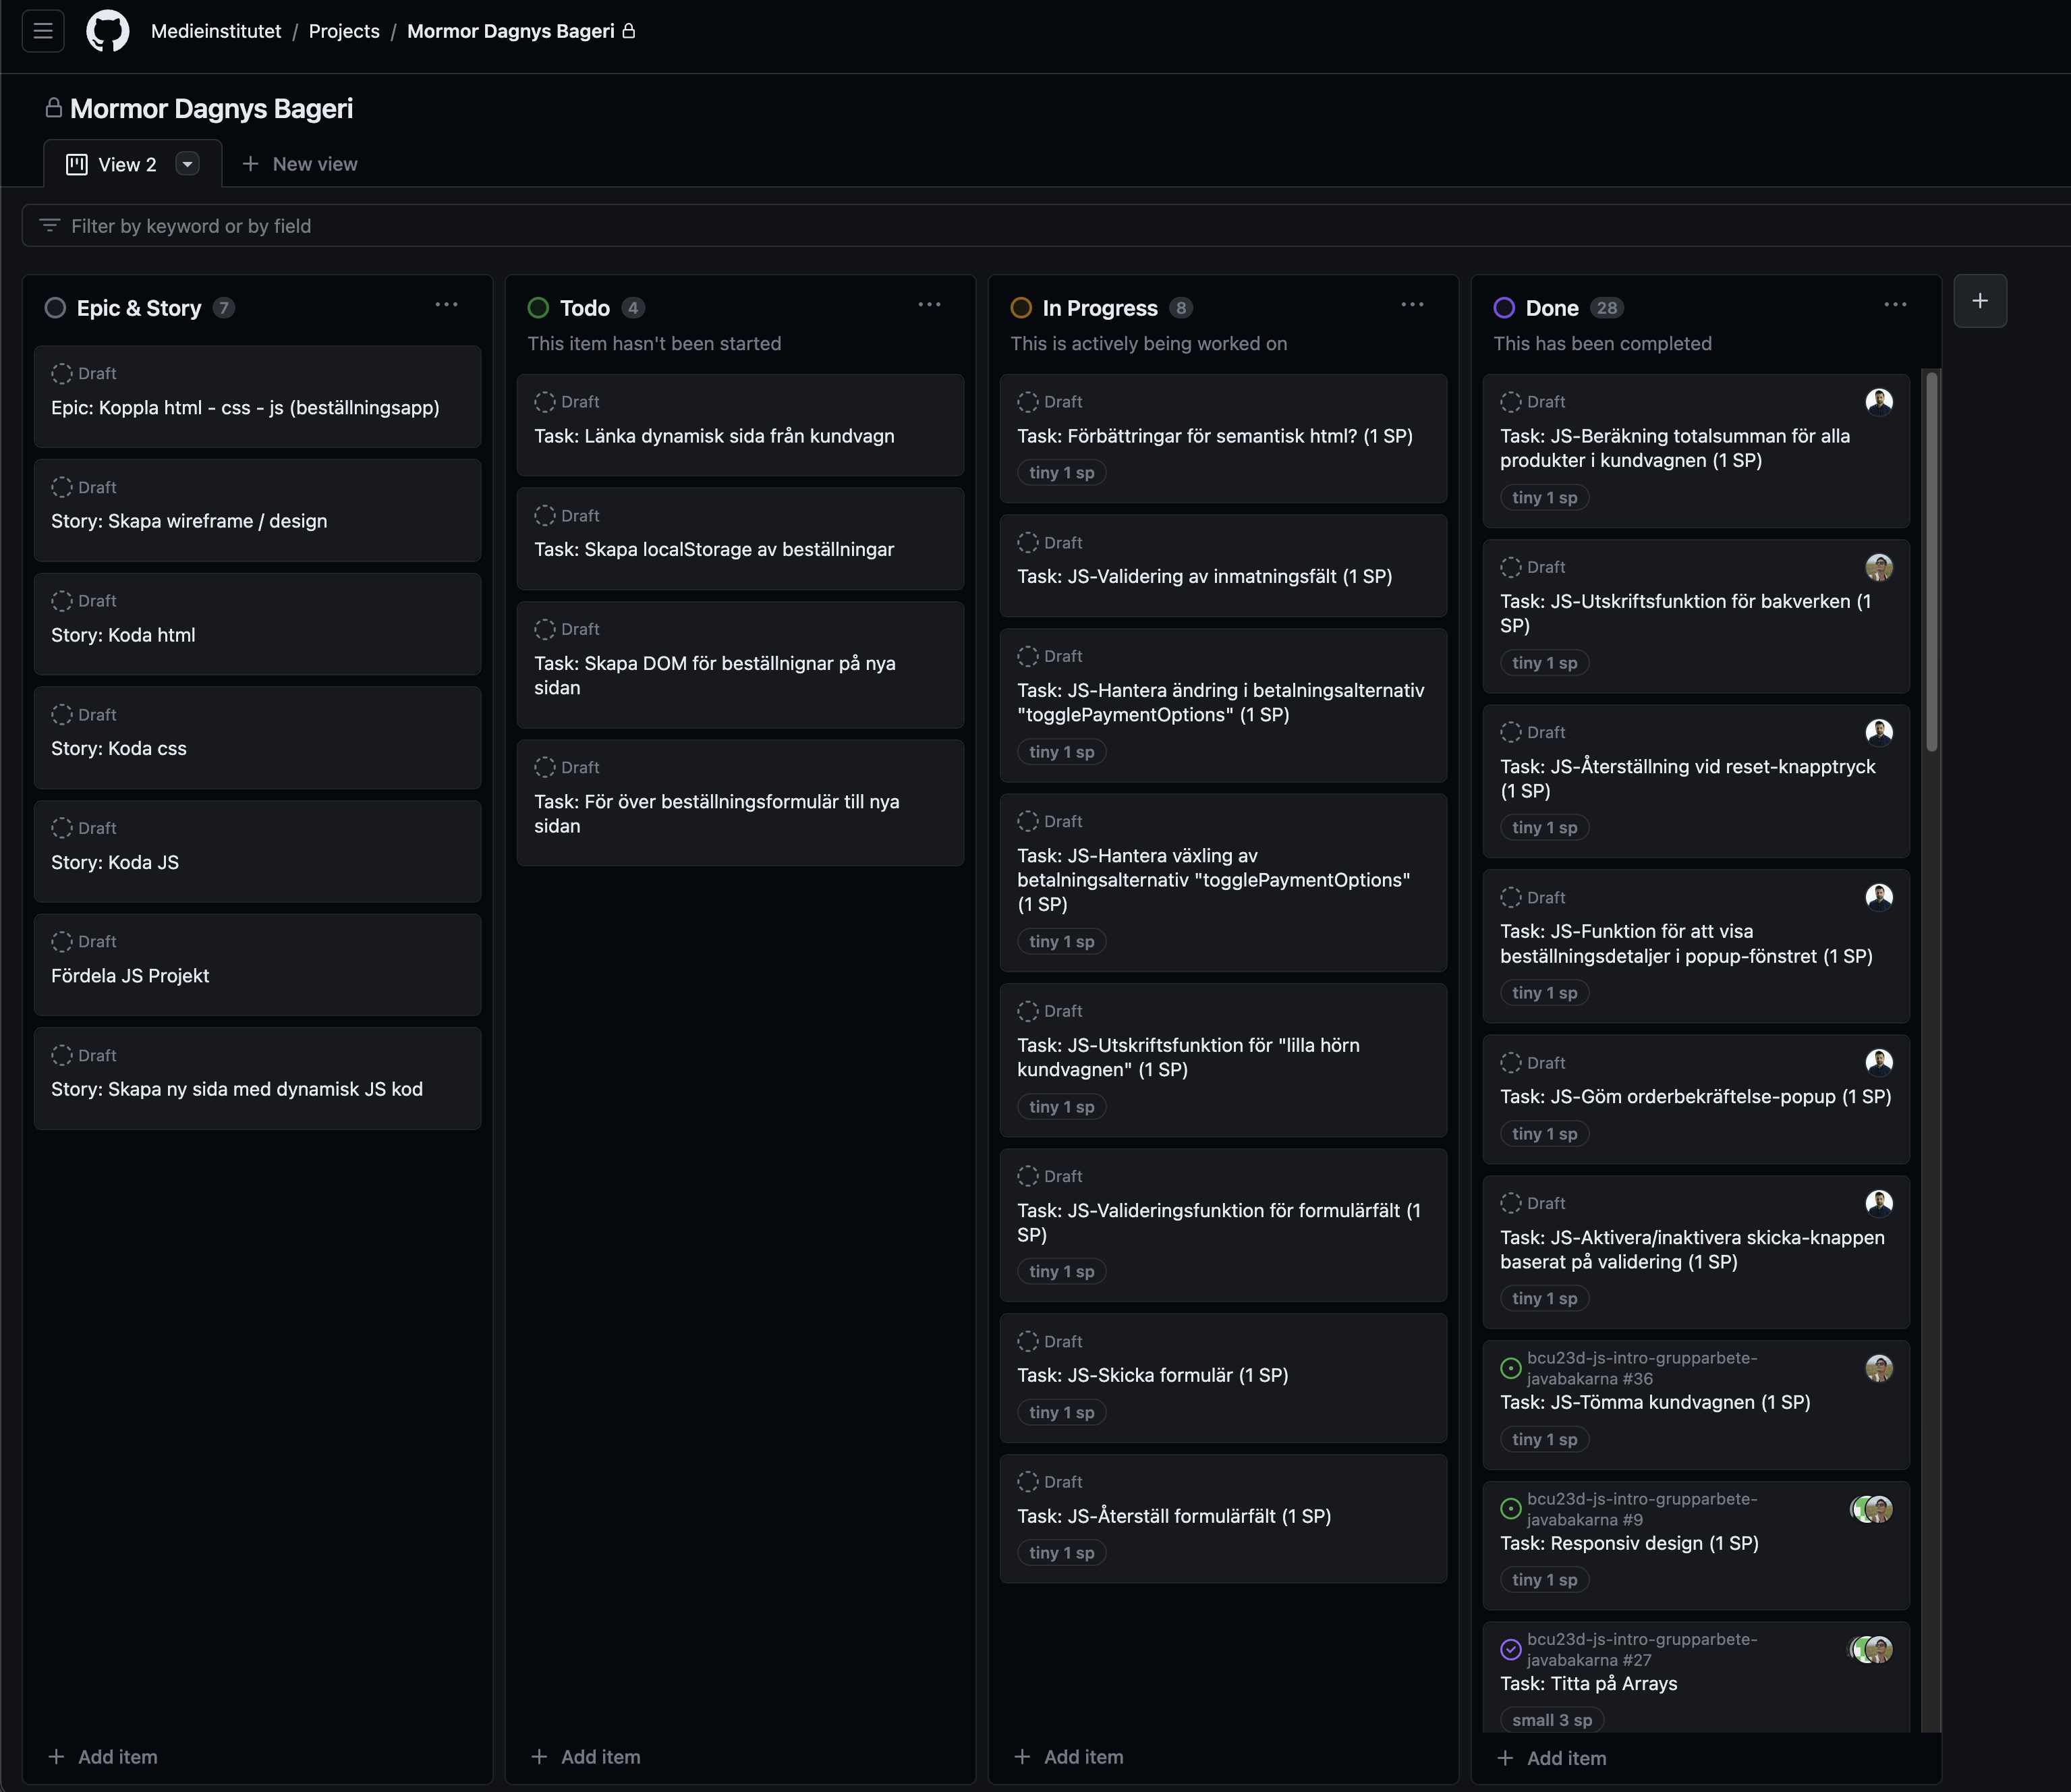 Medieinstitutet / Projects / Mormor Dagnys Bageri
Mormor Dagnys Bageri
View 2
New view
Filter by keyword or by field
Epic & Story 7
Draft
Epic: Koppla html - css - js (beställningsapp)
Draft
Story: Skapa wireframe / design
Draft
Story: Koda html
Draft
Story: Koda css
Draft
Story: Koda JS
Draft
Fördela JS Projekt
Draft
Story: Skapa ny sida med dynamisk JS kod
Add item
Todo 4
This item hasn't been started
Draft
Task: Länka dynamisk sida från kundvagn
Draft
Task: Skapa localStorage av beställningar
Draft
Task: Skapa DOM för beställnignar på nya
sidan
Draft
Task: För över beställningsformulär till nya
sidan
Add item
In Progress 8
This is actively being worked on
Draft
Task: Förbättringar för semantisk html? (1 SP)
tiny 1 sp
Draft
Task: JS-Validering av inmatningsfält (1 SP)
Draft
Task: JS-Hantera ändring i betalningsalternativ
"togglePaymentOptions" (1 SP)
tiny 1 sp
Draft
Task: JS-Hantera växling av
betalningsalternativ "togglePaymentOptions"
(1 SP)
tiny 1 sp
Draft
Task: JS-Utskriftsfunktion för "lilla hörn
kundvagnen" (1 SP)
tiny 1 sp
Draft
Task: JS-Valideringsfunktion för formulärfält (1
SP)
tiny 1 sp
Draft
Task: JS-Skicka formulär (1 SP)
tiny 1 sp
Draft
Task: JS-Återställ formulärfält (1 SP)
tiny 1 sp
Add item
Done 28
This has been completed
Draft
Task: JS-Beräkning totalsumman för alla
produkter i kundvagnen (1 SP)
tiny 1 sp
Draft
Task: JS-Utskriftsfunktion för bakverken (1
SP)
tiny 1 sp
Draft
Task: JS-Återställning vid reset-knapptryck
(1 SP)
tiny 1 sp
Draft
Task: JS-Funktion för att visa
beställningsdetaljer i popup-fönstret (1 SP)
tiny 1 sp
Draft
Task: JS-Göm orderbekräftelse-popup (1 SP)
tiny 1 sp
Draft
Task: JS-Aktivera/inaktivera skicka-knappen
baserat på validering (1 SP)
tiny 1 sp
bcu23d-js-intro-grupparbete-
javabakarna #36
Task: JS-Tömma kundvagnen (1 SP)
tiny 1 sp
bcu23d-js-intro-grupparbete-
javabakarna #9
Task: Responsiv design (1 SP)
tiny 1 sp
bcu23d-js-intro-grupparbete-
javabakarna #27
Task: Titta på Arrays
small 3 sp
Add item